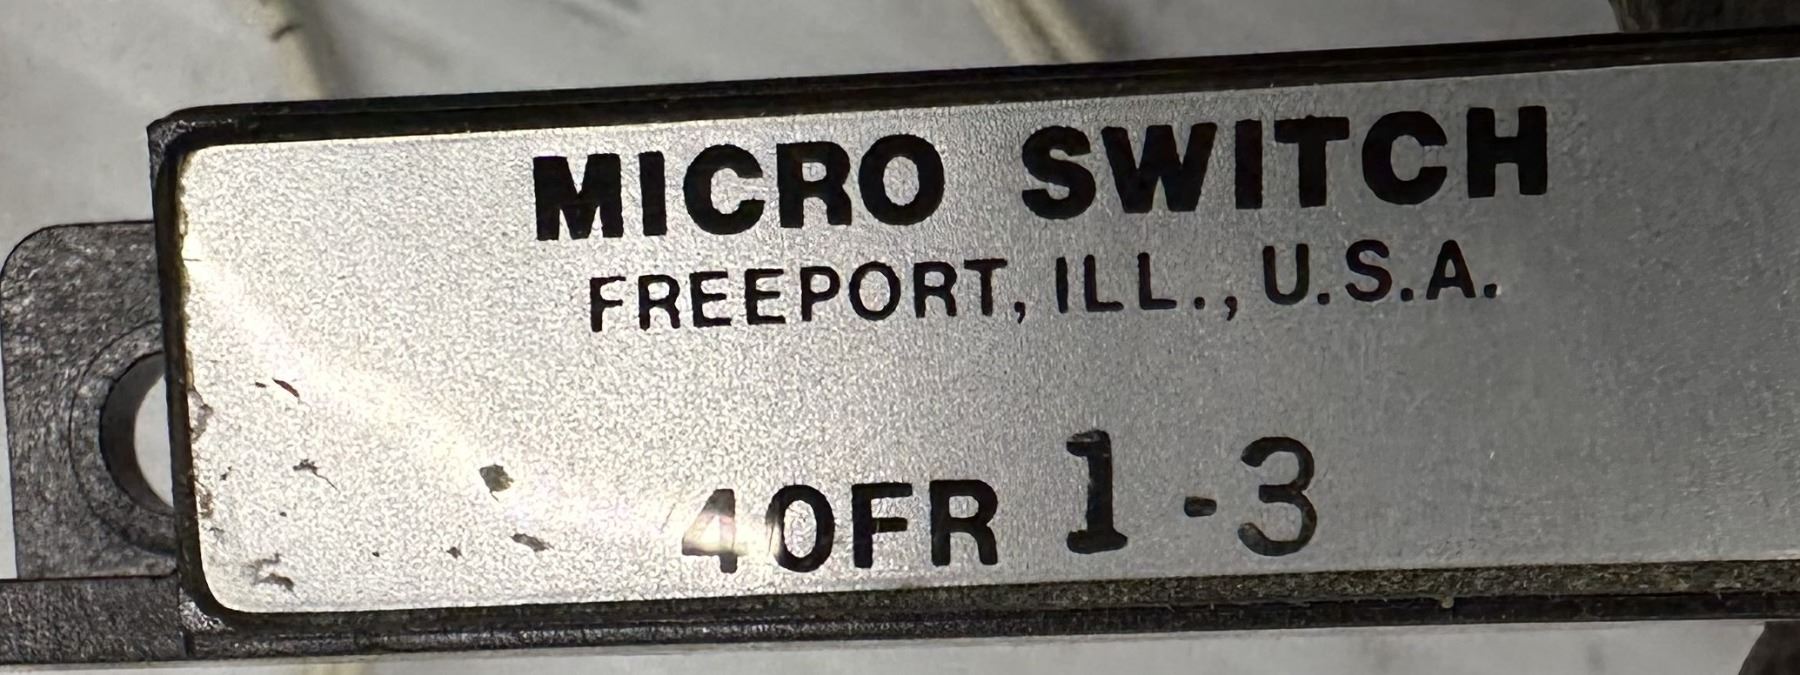 MICRO SWITCH
FREEPORT, ILL., U.S.A.
40FR 1-3